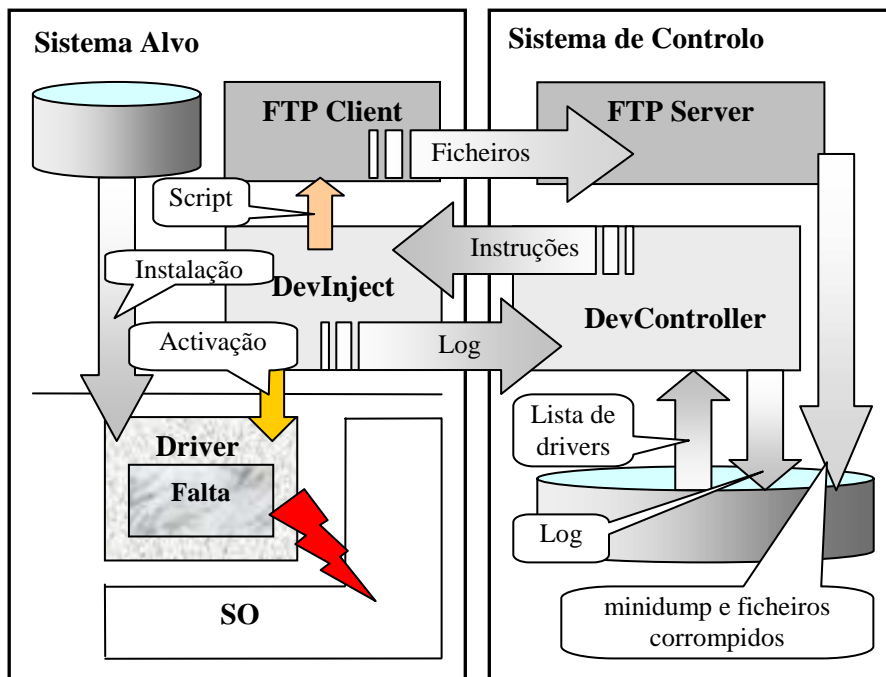 Sistema Alvo
FTP Client
Script
Instalação
DevInject
Activação
Driver
Falta
SO
Sistema de Controlo
FTP Server
Ficheiros
Instruções
DevController
Log
Lista de
drivers
Log
minidump e ficheiros
corrompidos